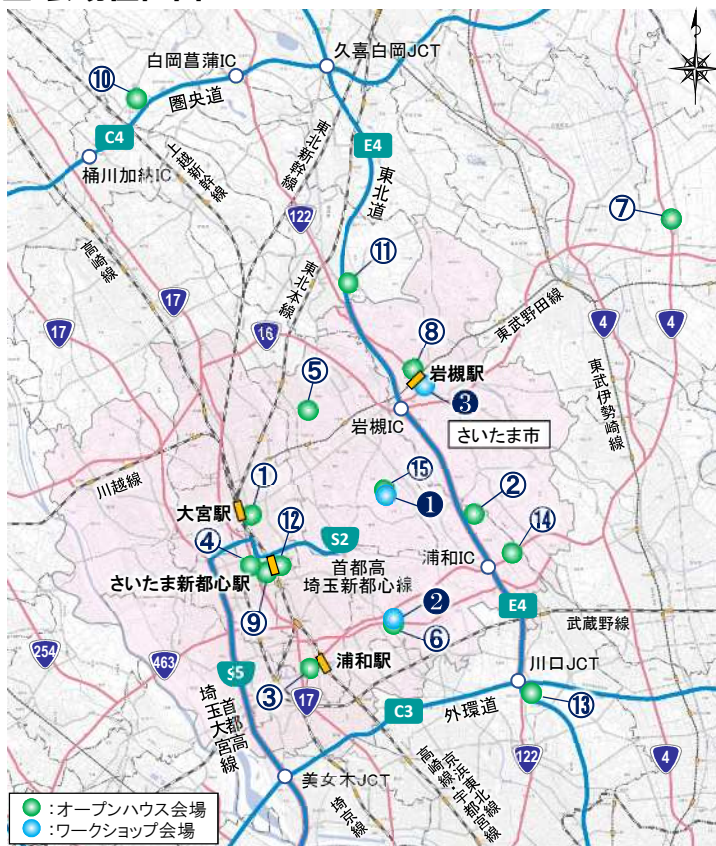 白岡菖蒲IC
久喜白岡JCT
⑩
圏央道
C4
桶川加納IC
上越新幹線
東北新幹線
E4
東北道
122
⑦
高崎線
17
東北本線
⑪
17
16
東武野田線
4
4
⑧
岩槻駅
⑤
❸
岩槻IC
さいたま市
東武伊勢崎線
川越線
①
⑮
大宮駅
❶
②
④
⑫
S2
⑭
さいたま新都心駅
首都高
埼玉新都心線
浦和IC
⑨
❷
E4
武蔵野線
254
463
⑥
S5
浦和駅
川口JCT
③
17
⑬
首都高
埼玉大宮線
C3
外環道
122
4
美女木JCT
埼京線
京浜東北線
高崎線・宇都宮線
:オープンハウス会場
:ワークショップ会場